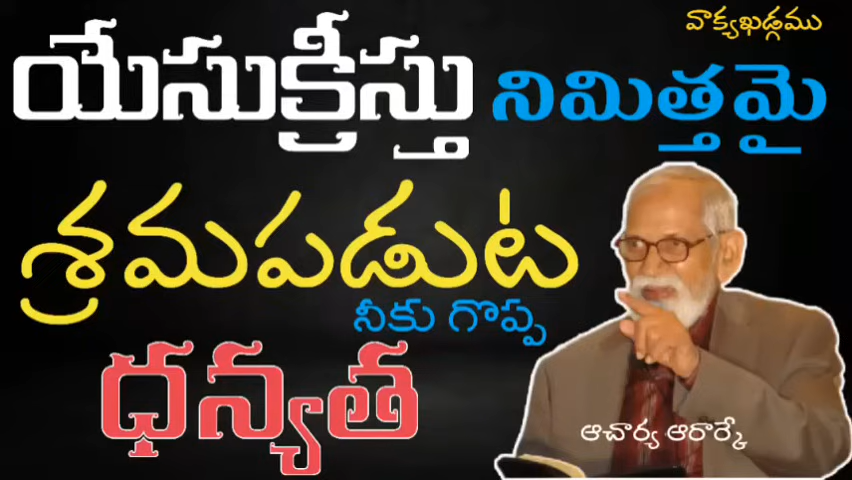 వాక్యఖడ్గము
యేసుక్రీస్తు నిమిత్తమై
శ్రమపడుట
నీకు గొప్ప
ధన్యత
ఆచార్య ఆరార్కే